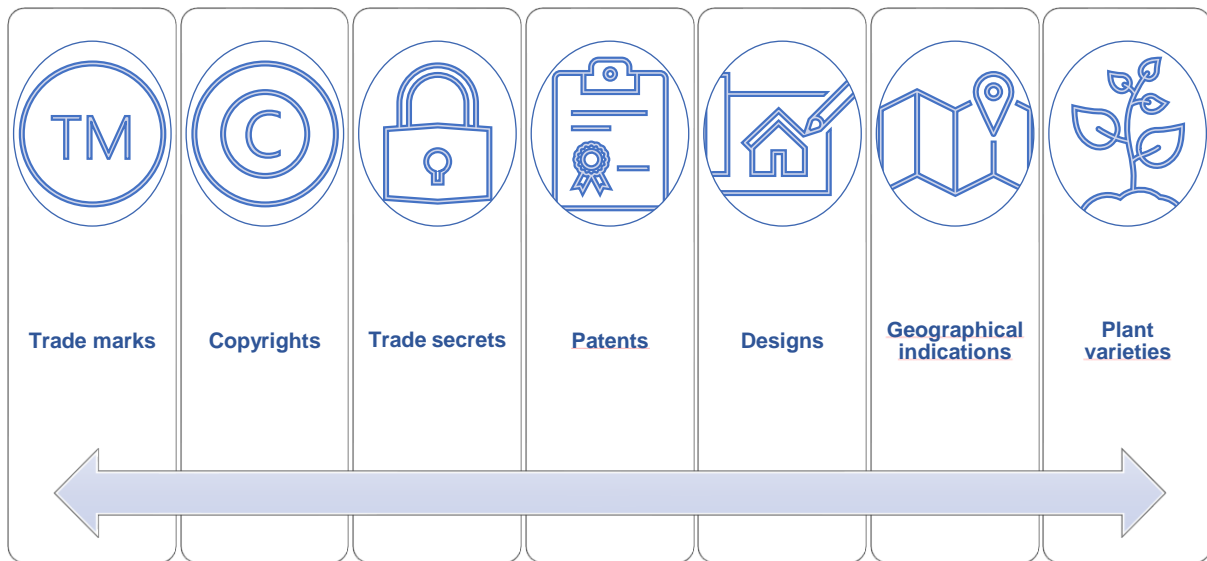 TM
C
Trade marks
Copyrights
Trade secrets
Patents
Designs
Geographical
indications
Plant
varieties